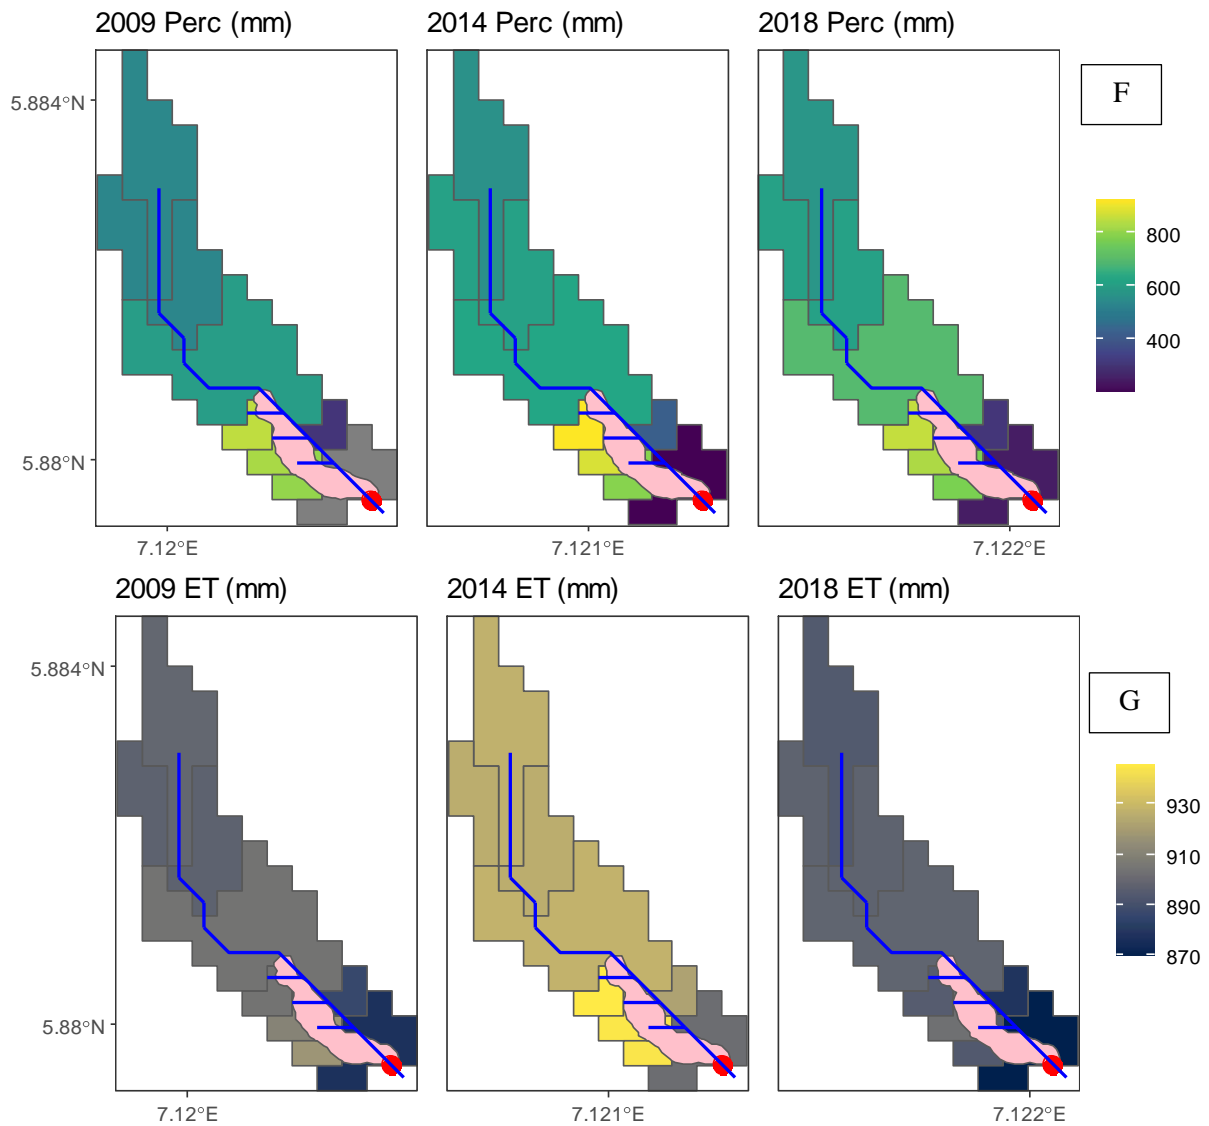 2009 Perc (mm) 2014 Perc (mm) 2018 Perc (mm)
F
5.884°N
5.88°N
800
600
400
7.12°E 7.121°E 7.122°E
2009 ET (mm) 2014 ET (mm) 2018 ET (mm)
G
5.884°N
5.88°N
930
910
890
870
7.12°E 7.121°E 7.122°E